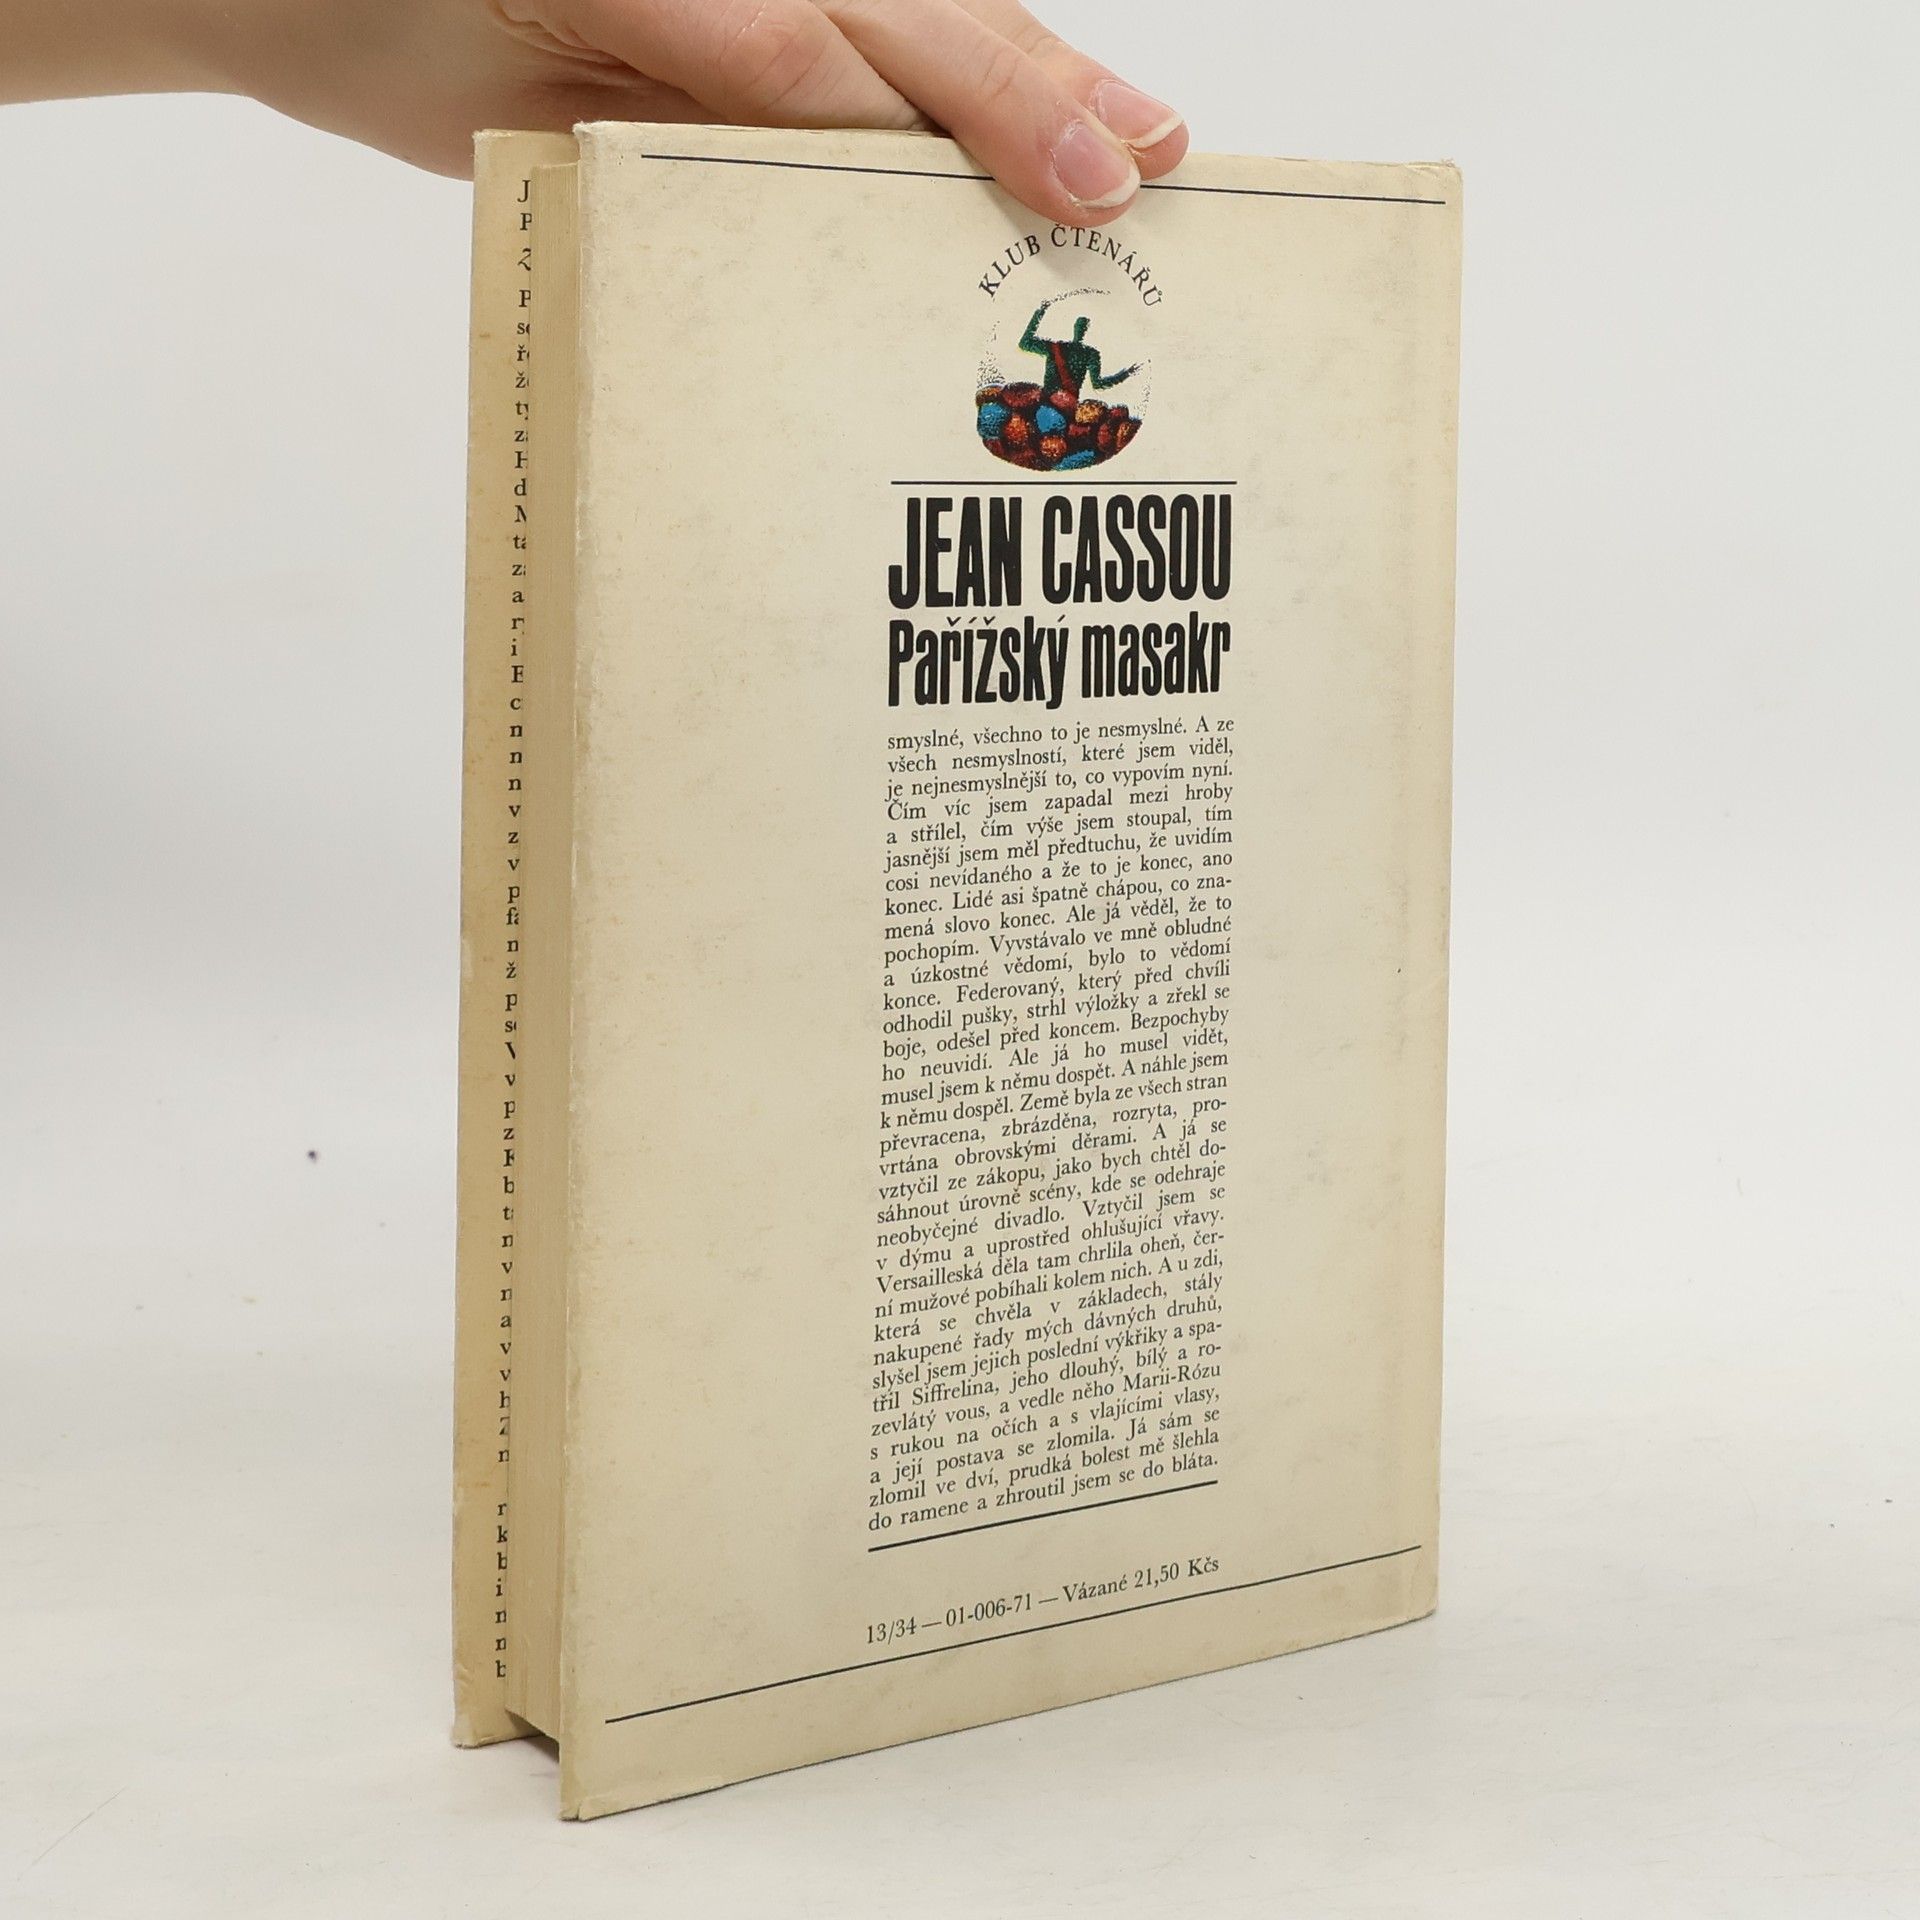 KLUB ČTENÁŘŮ
JEAN CASSOU
Pařížský masakr
smyslné, všechno to je nesmyslné. A ze
všech nesmyslností, které jsem viděl,
je nejnesmyslnější to, co vypovím nyní.
Čím víc jsem zapadal mezi hroby
a střílel, čím výše jsem stoupal, tím
jasnější jsem měl předtuchu, že uvidím
cosi nevídaného a že to je konec, ano
konec. Lidé asi špatně chápou, co zna-
mená slovo konec. Ale já věděl, že to
pochopím. Vyvstávalo ve mně obludné
a úzkostné vědomí, bylo to vědomí
konce. Federovaný, který před chvíli
odhodil pušky, strhl výložky a zřekl se
boje, odešel před koncem. Bezpochyby
ho neuvidí. Ale já ho musel vidět,
musel jsem k němu dospět. A náhle jsem
k němu dospěl. Země byla ze všech stran
převracena, zbrázděna, rozryta, pro-
vrtána obrovskými děrami. A já se
vztyčil ze zákopu, jako bych chtěl do-
sáhnout úrovně scény, kde se odehraje
neobyčejné divadlo. Vztyčil jsem se
v dýmu a uprostřed ohlušující vřavy.
Versailleská děla tam chrlila oheň, čer-
ní mužové pobíhali kolem nich. A u zdi,
která se chvěla v základech, stály
nakupené řady mých dávných druhů,
slyšel jsem jejich poslední výkřiky a spa-
třil Siffrelina, jeho dlouhý, bílý a ro-
zevlátý vous, a vedle něho Marii-Rózu
s rukou na očích a s vlajícími vlasy,
a její postava se zlomila. Já sám se
zlomil ve dví, prudká bolest mě šlehla
do ramene a zhroutil jsem se do bláta.
13/34 — 01-006-71 — Vázané 21,50 Kčs